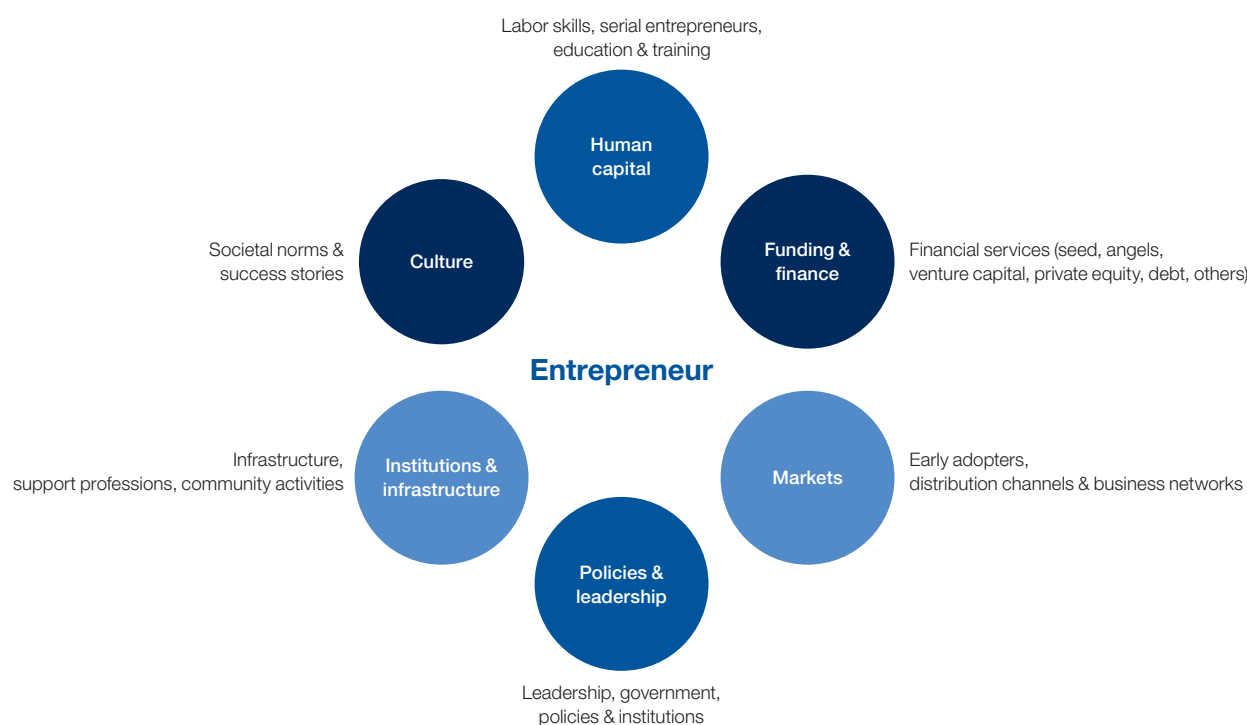 Labor skills, serial entrepreneurs,
education & training
Human
capital
Societal norms &
success stories
Culture
Funding &
finance
Financial services (seed, angels,
venture capital, private equity, debt, others)
Entrepreneur
Infrastructure,
support professions, community activities
Institutions &
infrastructure
Markets
Early adopters,
distribution channels & business networks
Policies &
leadership
Leadership, government,
policies & institutions